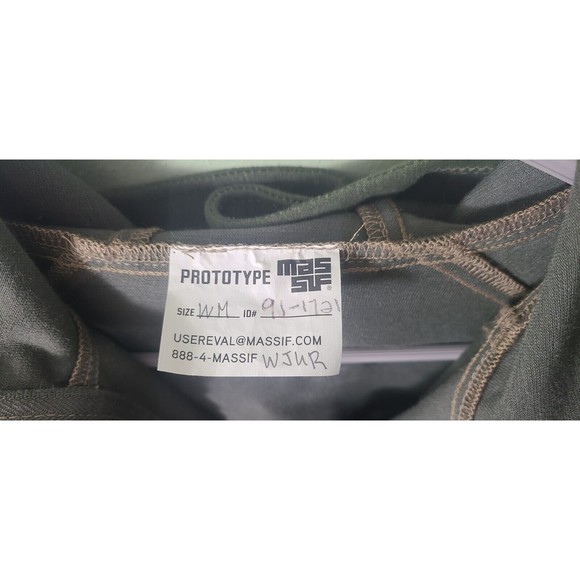 PROTOTYPE MASSIF®
SIZE WM ID# 91-1721
USEREVAL@MASSIF.COM
888-4-MASSIF WJUR